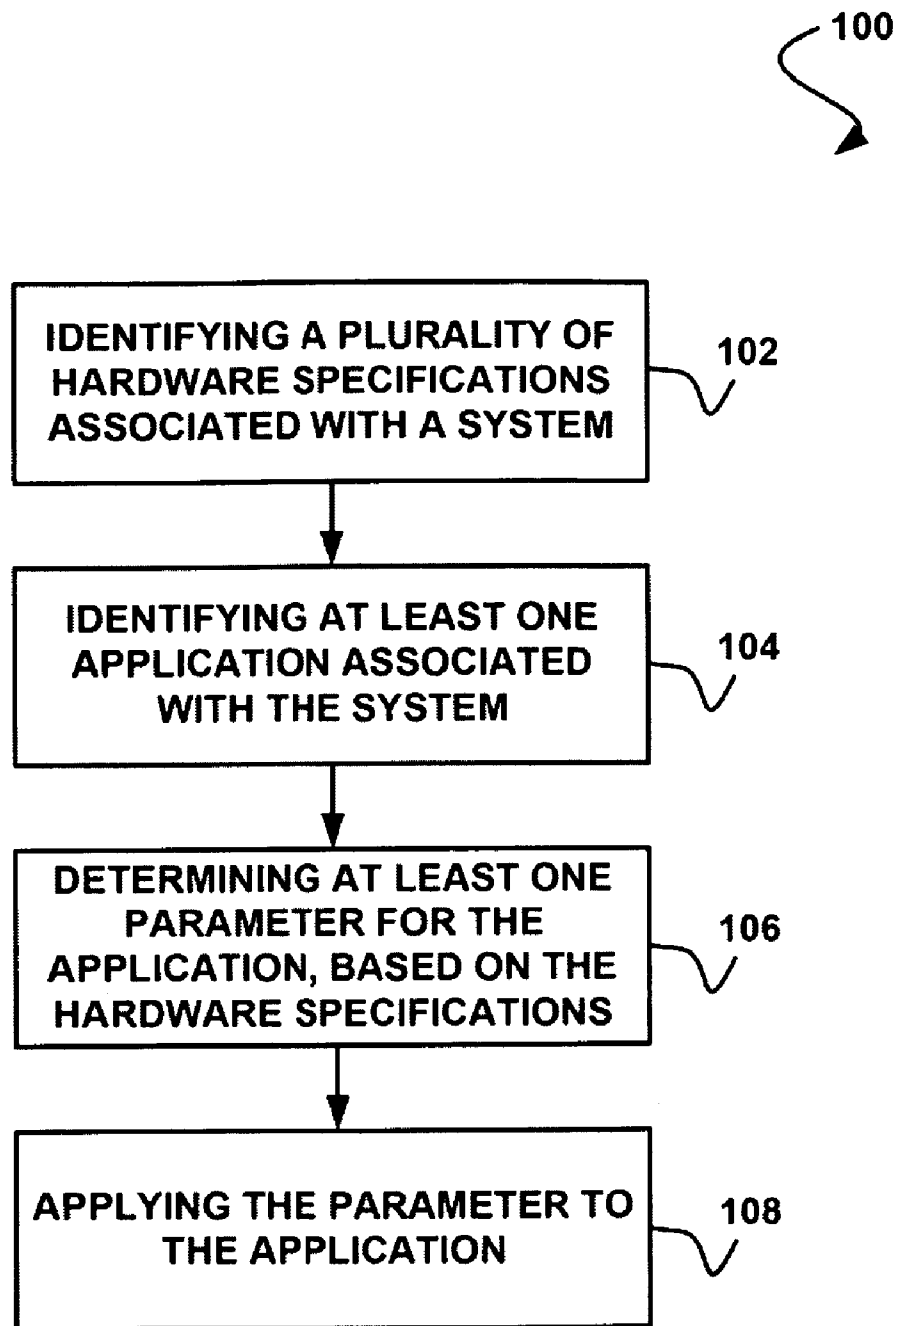 100
IDENTIFYING A PLURALITY OF
HARDWARE SPECIFICATIONS
ASSOCIATED WITH A SYSTEM
102
IDENTIFYING AT LEAST ONE
APPLICATION ASSOCIATED
WITH THE SYSTEM
104
DETERMINING AT LEAST ONE
PARAMETER FOR THE
APPLICATION, BASED ON THE
HARDWARE SPECIFICATIONS
106
APPLYING THE PARAMETER TO
THE APPLICATION
108